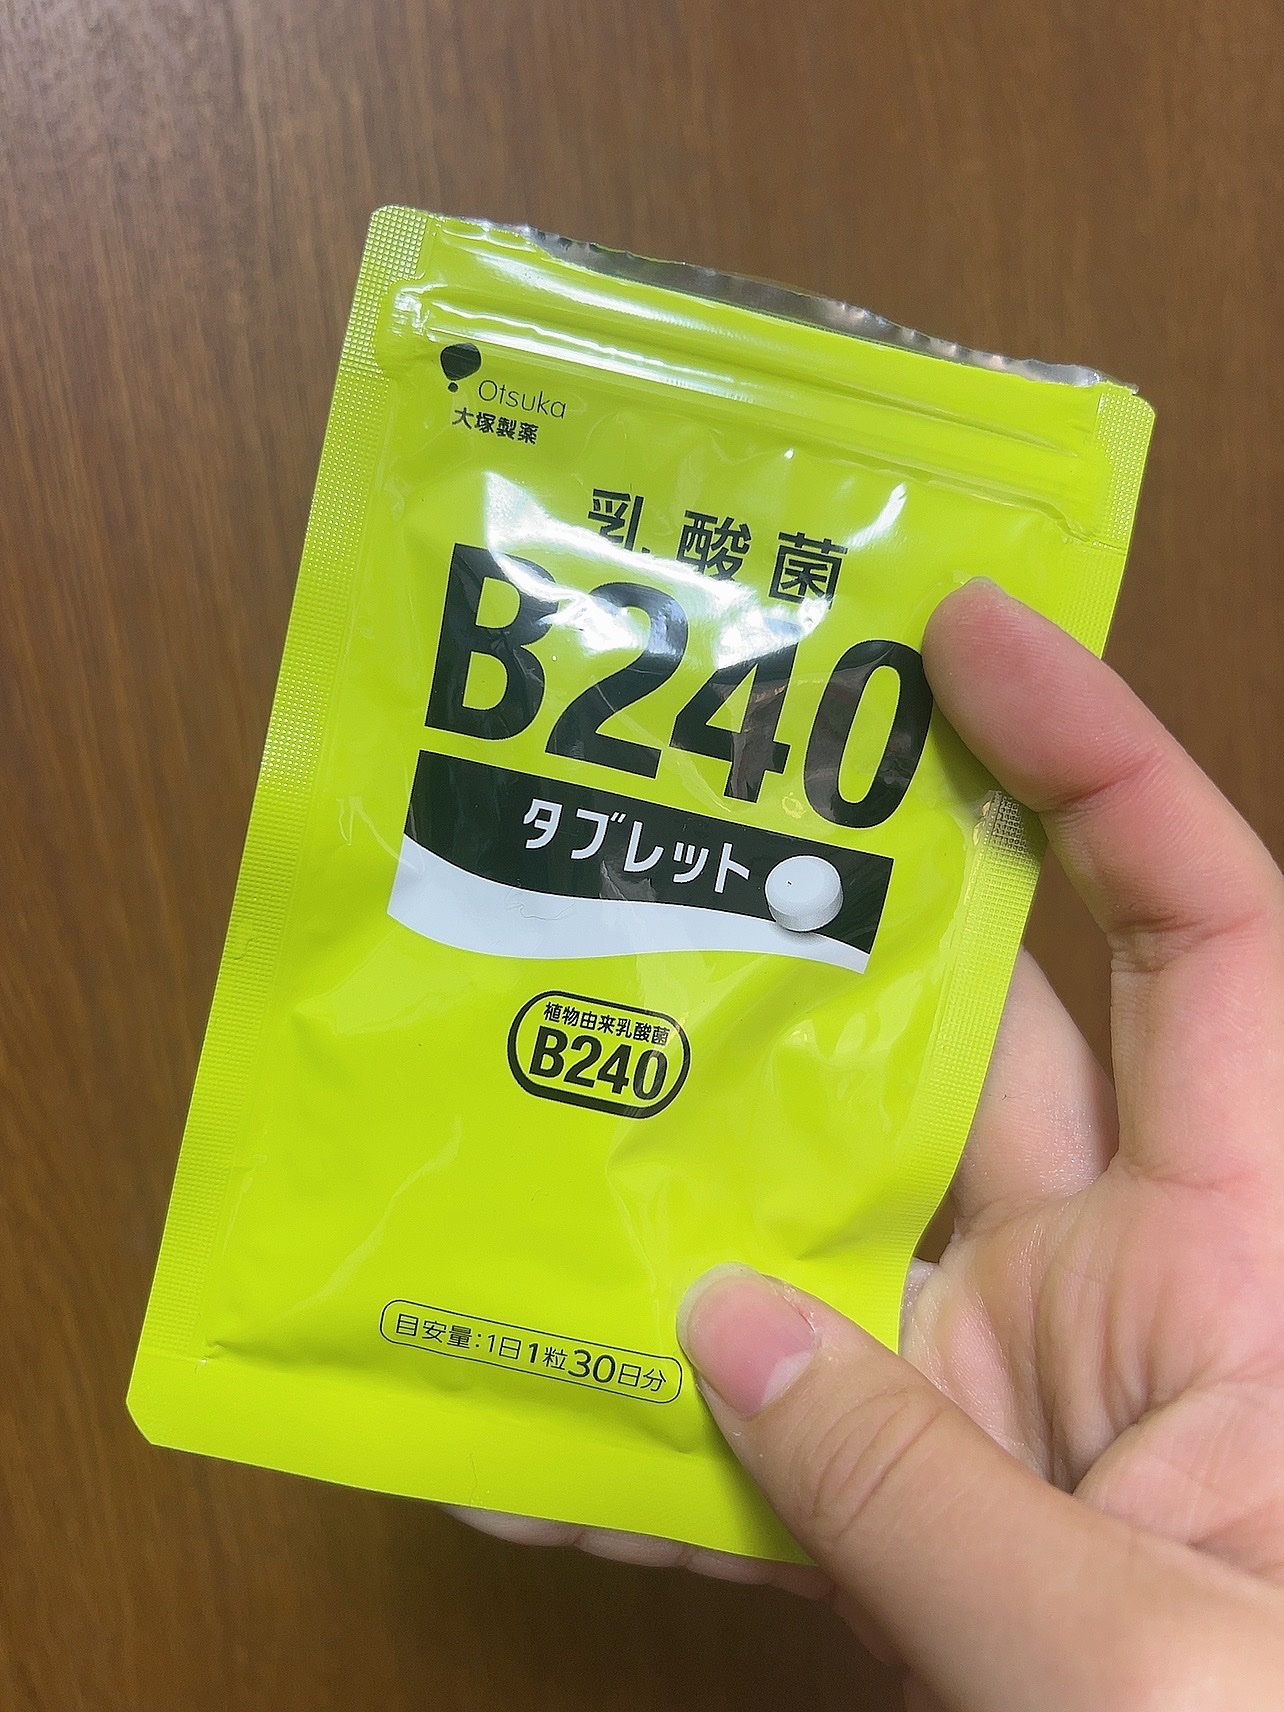 Otsuka
大塚製薬
乳酸菌
B240
タブレット
植物由来乳酸菌
B240
目安量:1日1粒30日分